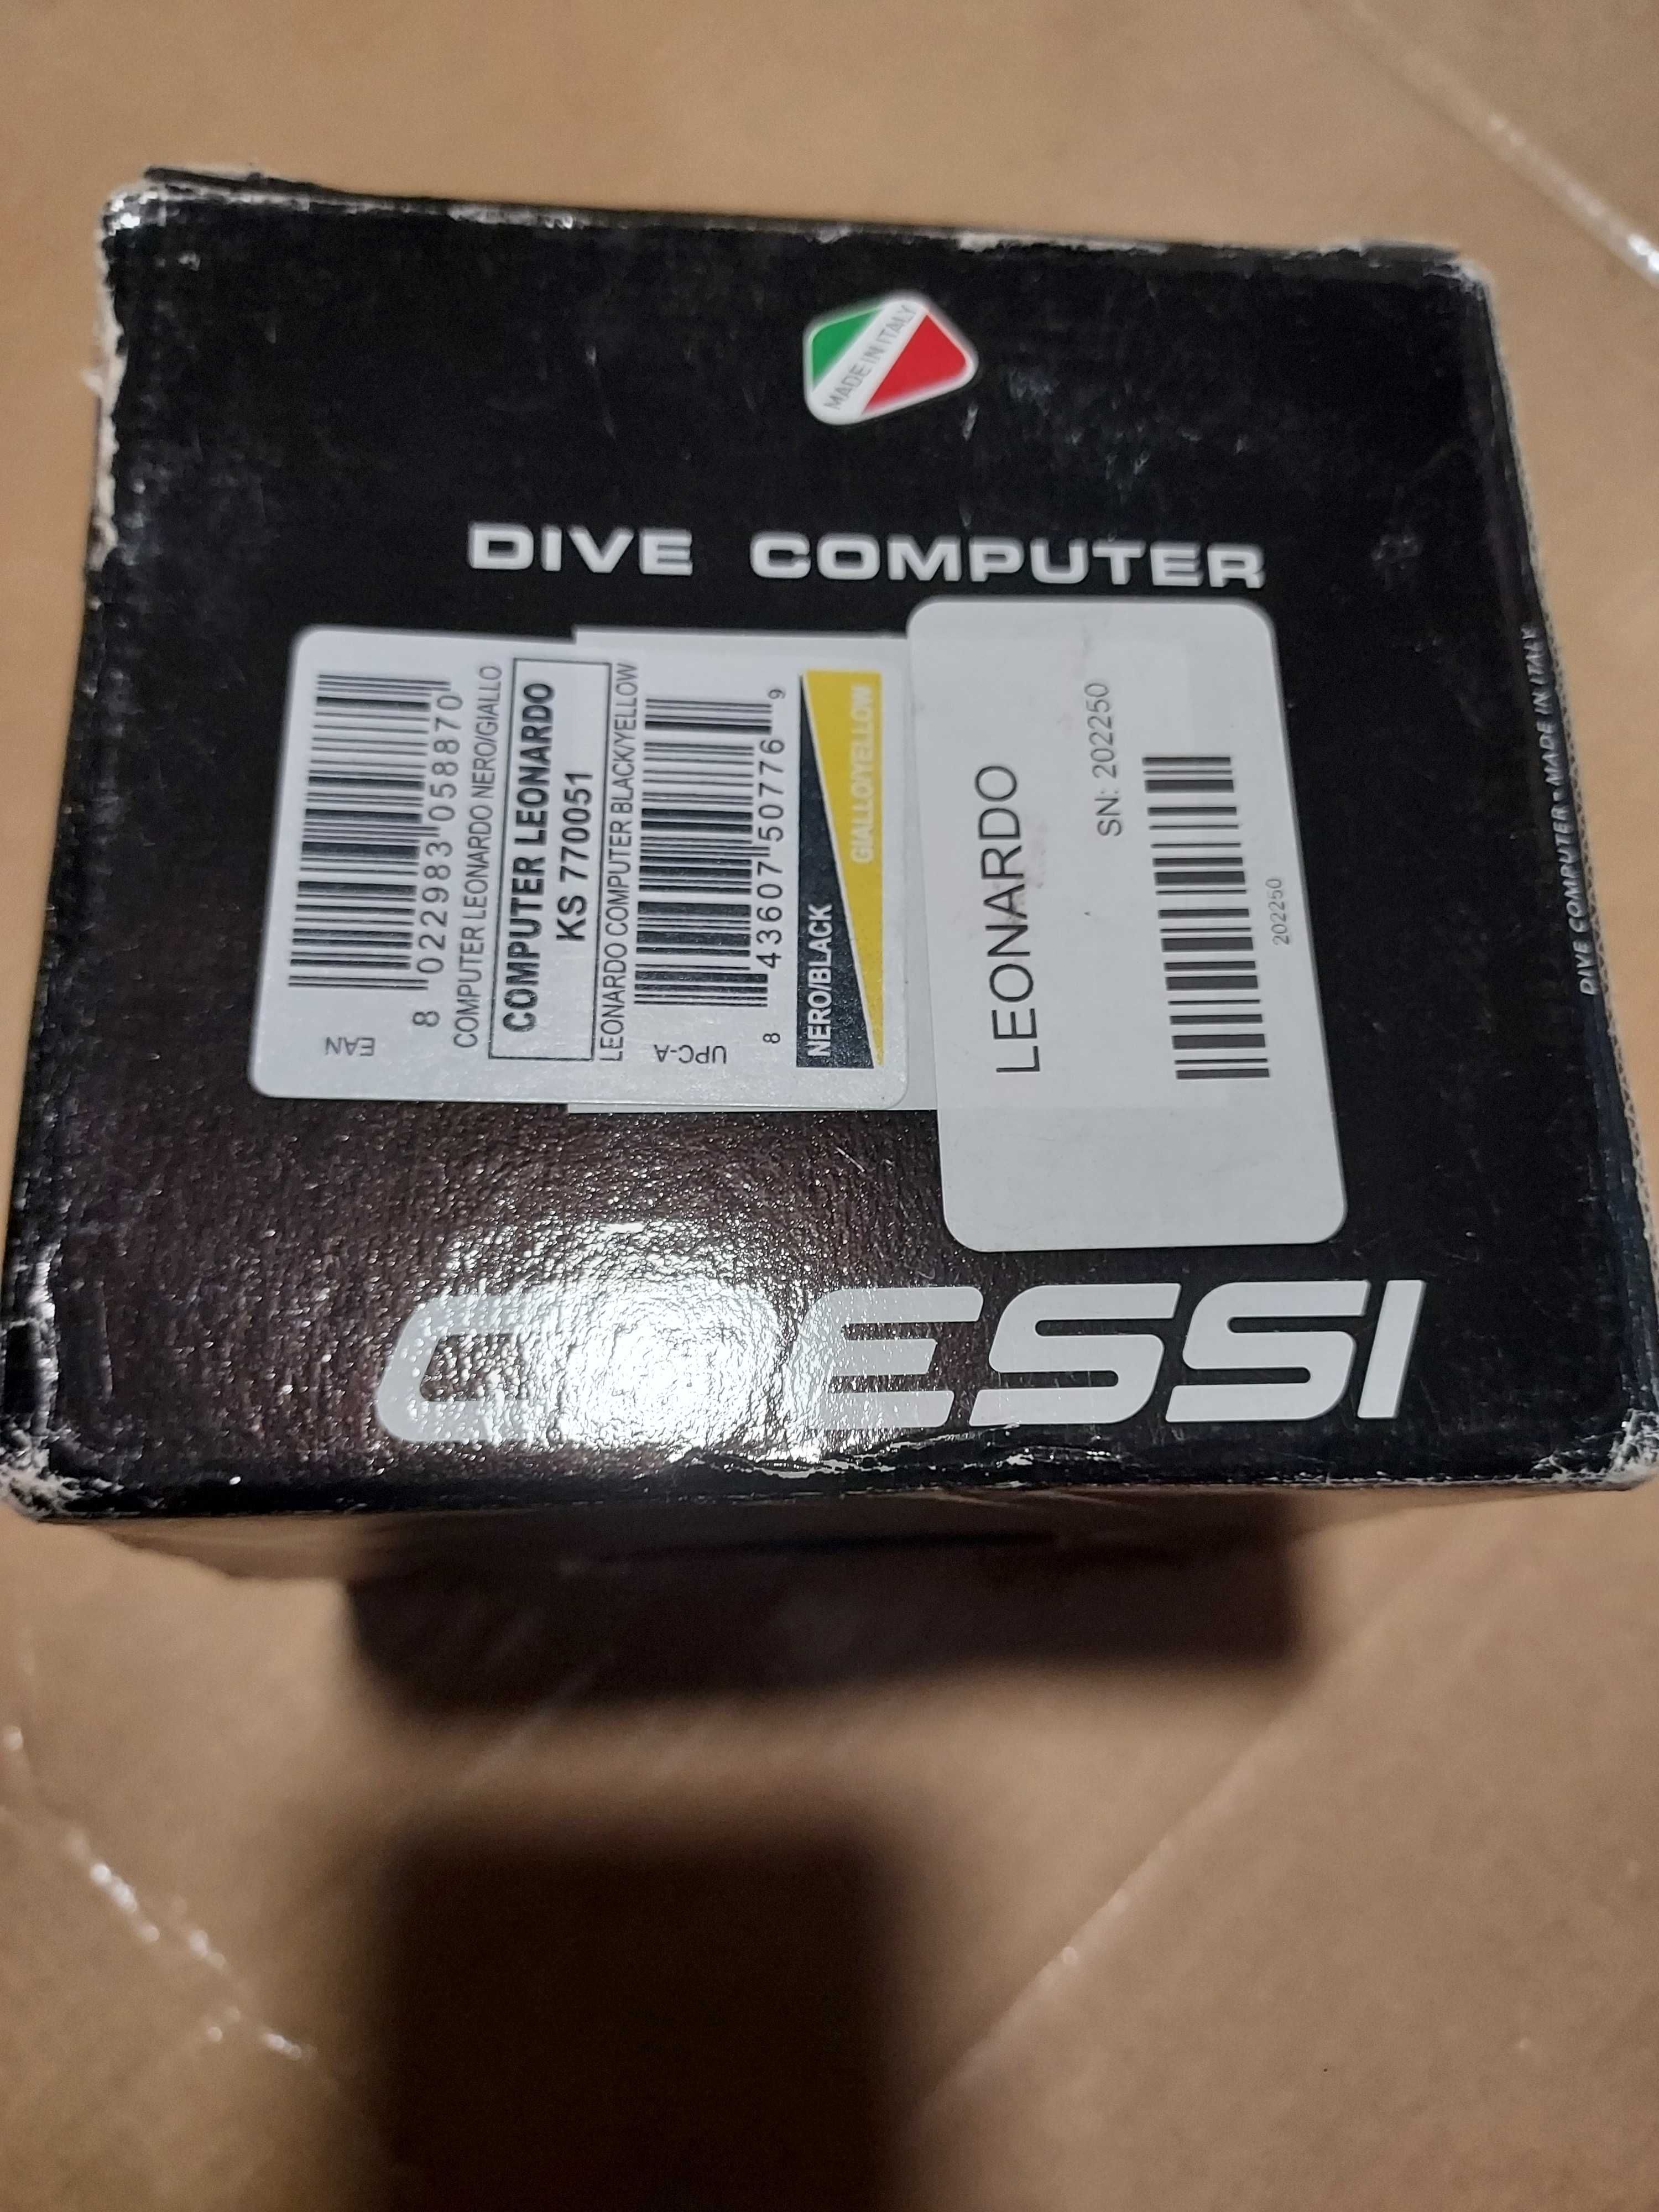 MADE IN ITALY
DIVE COMPUTER
EAN
8 022983 058870
COMPUTER LEONARDO NERO/GIALLO
COMPUTER LEONARDO
KS 770051
LEONARDO COMPUTER BLACK/YELLOW
UPC-A
8 43607 50776 9
NERO/BLACK
GIALLO/YELLOW
LEONARDO
SN: 202250
202250
CRESSI
DIVE COMPUTER • MADE IN ITALY